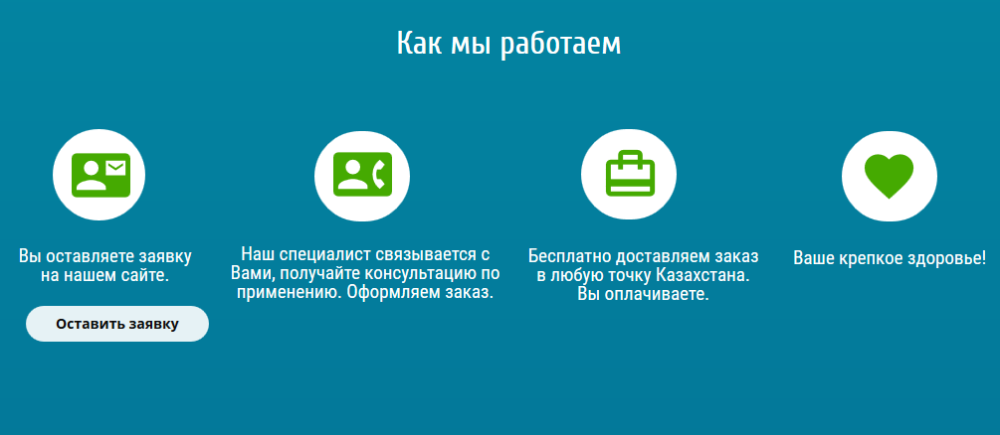 Как мы работаем
Вы оставляете заявку
на нашем сайте.
Оставить заявку
Наш специалист связывается с
Вами, получайте консультацию по
применению. Оформляем заказ.
Бесплатно доставляем заказ
в любую точку Казахстана.
Вы оплачиваете.
Ваше крепкое здоровье!